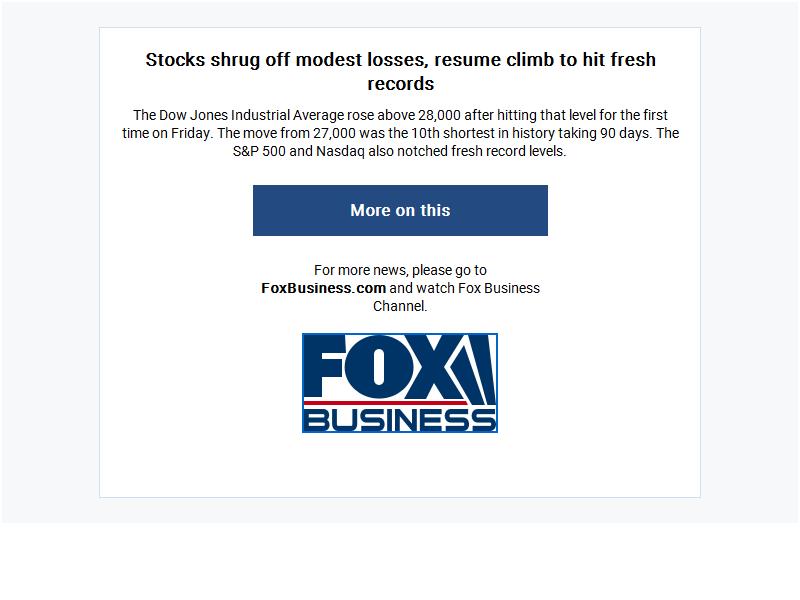 Stocks shrug off modest losses, resume climb to hit fresh
records
The Dow Jones Industrial Average rose above 28,000 after hitting that level for the first
time on Friday. The move from 27,000 was the 10th shortest in history taking 90 days. The
S&P 500 and Nasdaq also notched fresh record levels.
More on this
For more news, please go to
FoxBusiness.com and watch Fox Business
Channel.
FOX
BUSINESS